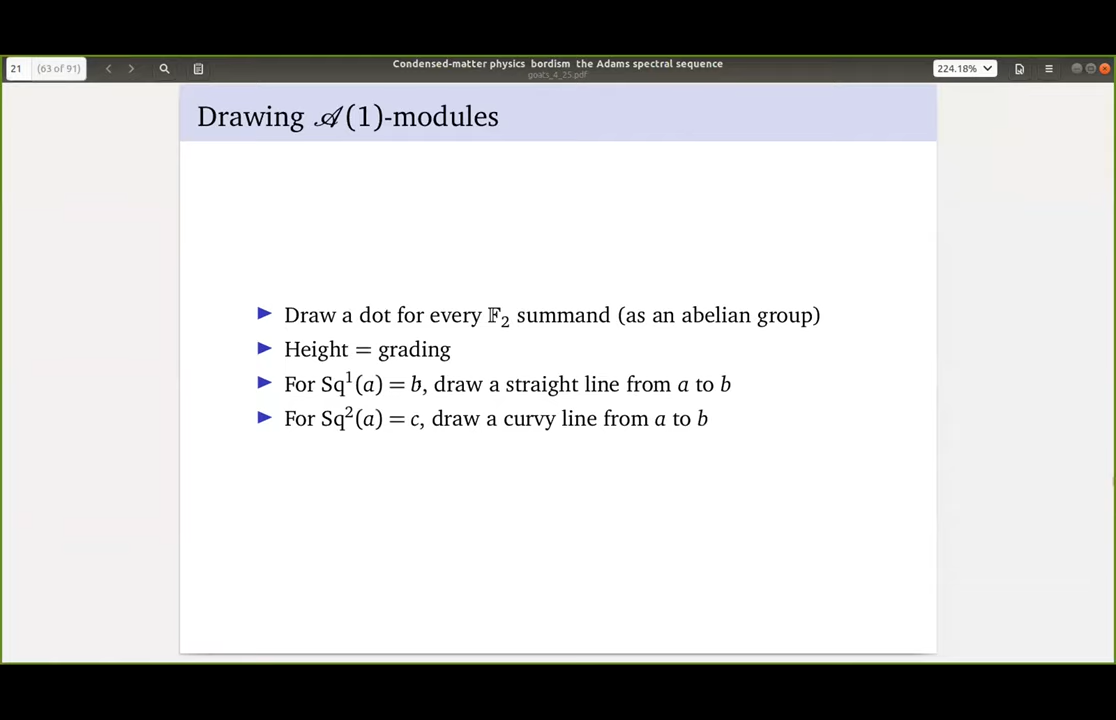 21 (63 of 91)
Condensed-matter physics bordism the Adams spectral sequence
goats_4_25.pdf
224.18%
Drawing 𝒜(1)-modules
▶ Draw a dot for every 𝔽₂ summand (as an abelian group)
▶ Height = grading
▶ For Sq¹(a) = b, draw a straight line from a to b
▶ For Sq²(a) = c, draw a curvy line from a to b